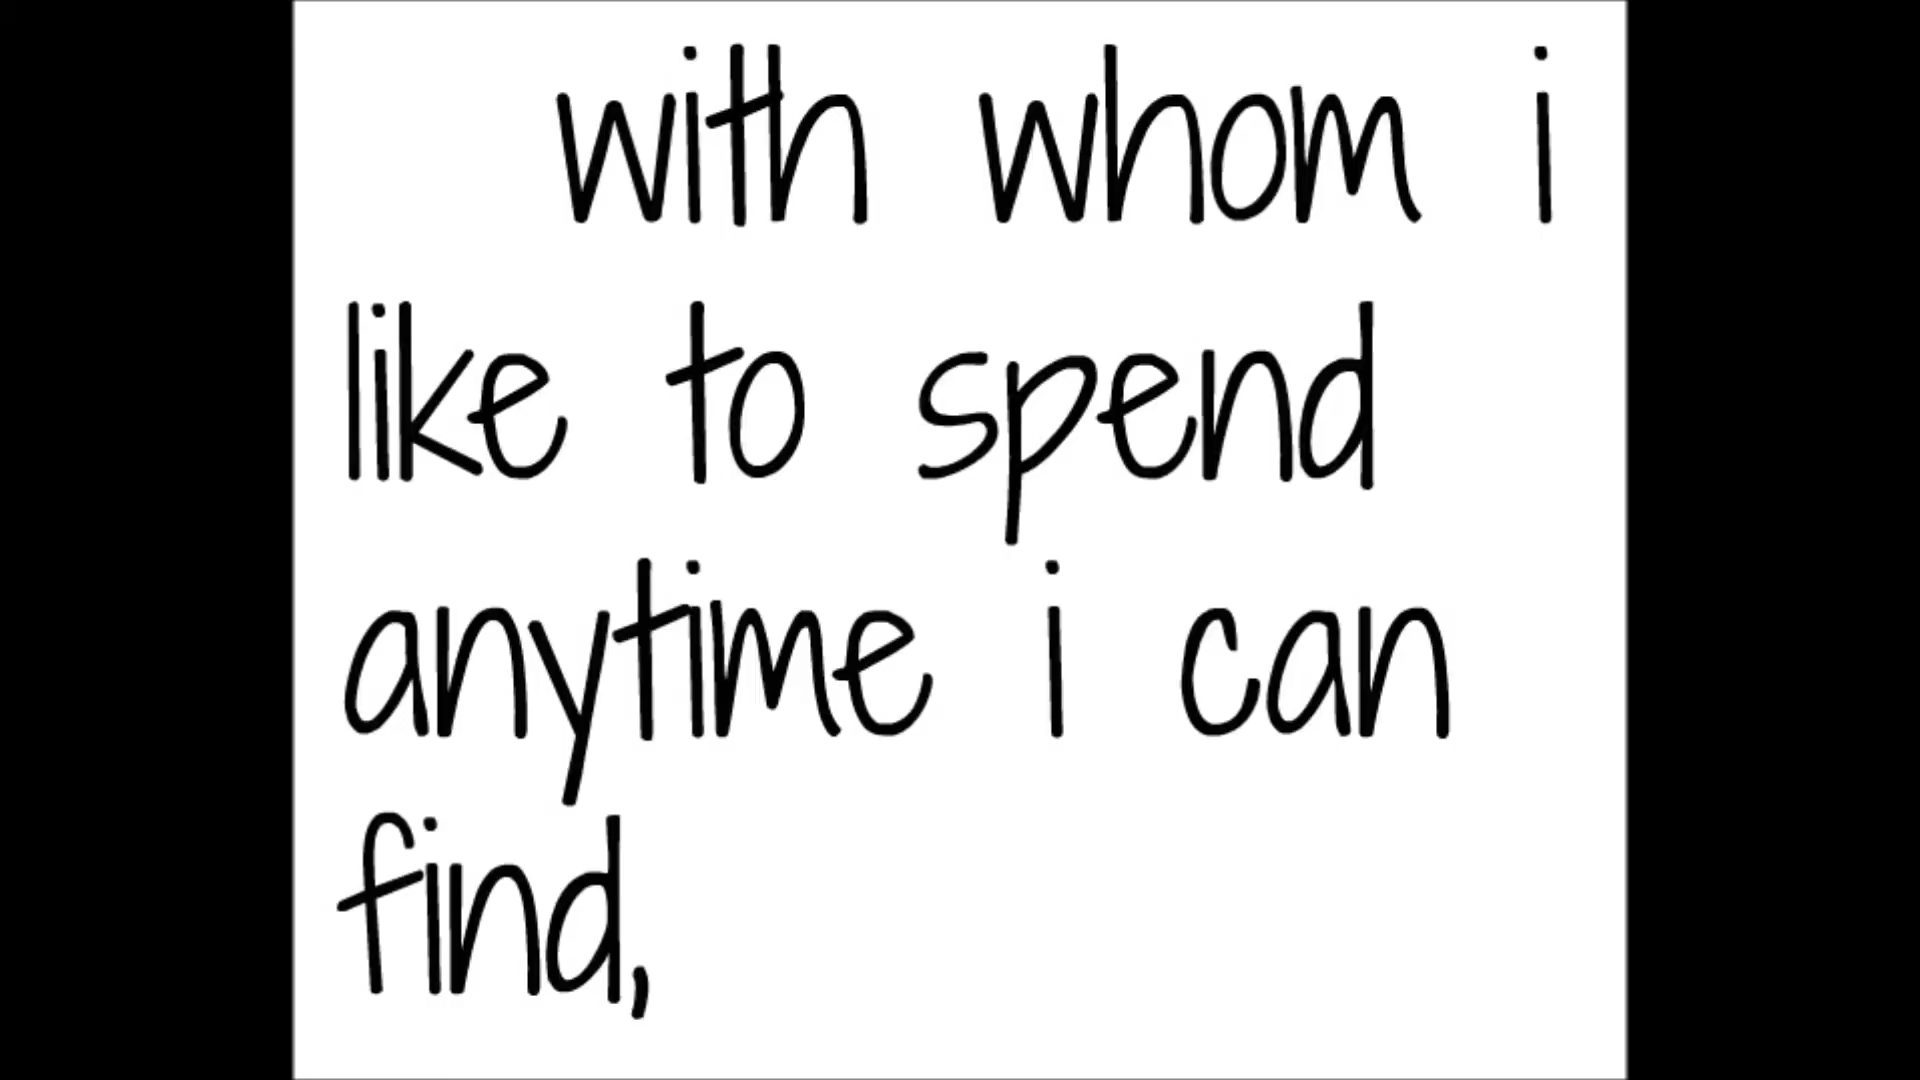 with whom i
like to spend
anytime i can
find,